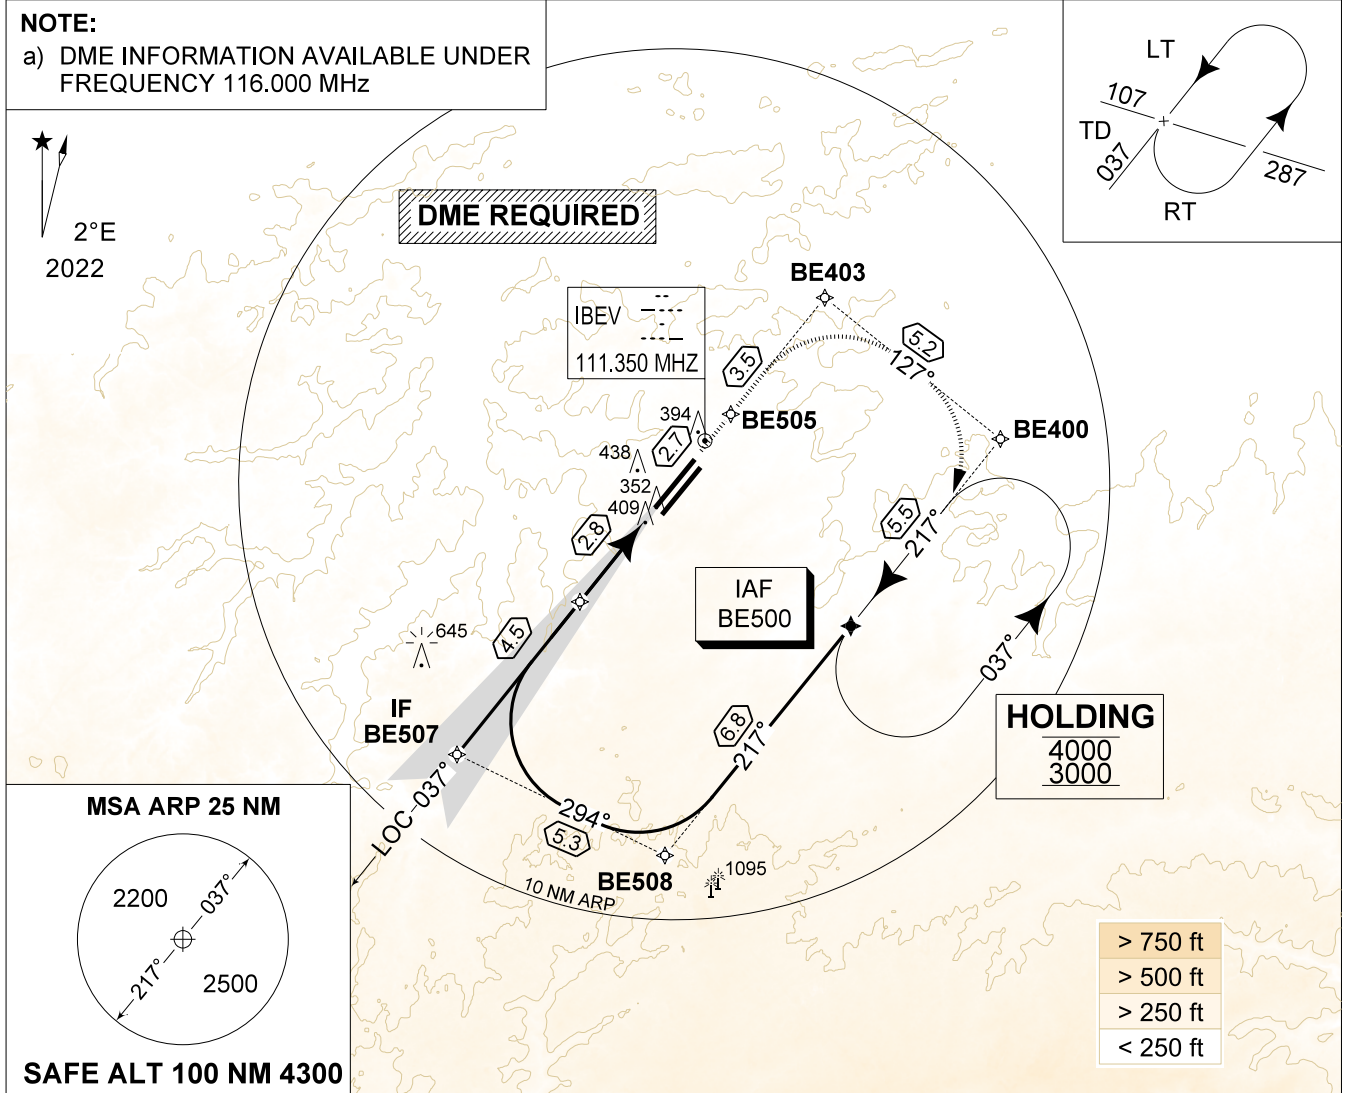 NOTE:
a) DME INFORMATION AVAILABLE UNDER
FREQUENCY 116.000 MHz
2°E
2022
DME REQUIRED
LT
107
TD
037
287
RT
IBEV
111.350 MHZ
BE403
3.5
5.2
127°
BE505
BE400
394
2.7
438
352
409
2.8
5.5
217°
IAF
BE500
645
4.5
IF
BE507
037°
HOLDING
4000
3000
6.8
217°
LOC
037°
294°
5.3
BE508
1095
10 NM ARP
MSA ARP 25 NM
2200
037°
217°
2500
SAFE ALT 100 NM 4300
> 750 ft
> 500 ft
> 250 ft
< 250 ft